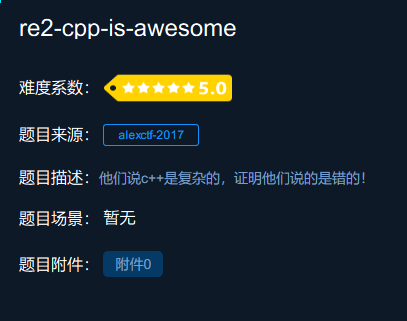 re2-cpp-is-awesome
难度系数： 5.0
题目来源： alexctf-2017
题目描述：他们说c++是复杂的，证明他们说的是错的！
题目场景： 暂无
题目附件： 附件0